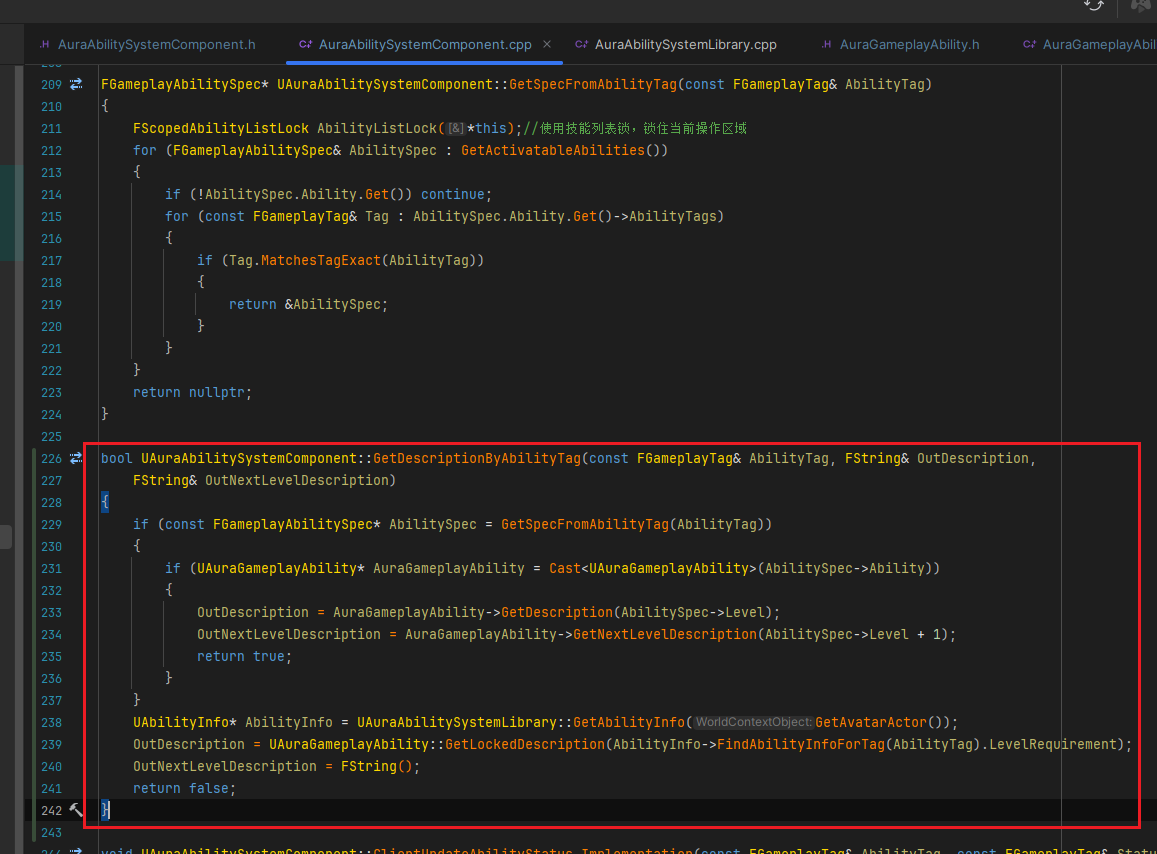 .H AuraAbilitySystemComponent.h C+ AuraAbilitySystemComponent.cpp × C+ AuraAbilitySystemLibrary.cpp .H AuraGameplayAbility.h C+ AuraGameplayAbil
209 FGameplayAbilitySpec* UAuraAbilitySystemComponent::GetSpecFromAbilityTag(const FGameplayTag& AbilityTag)
210 {
211 FScopedAbilityListLock AbilityListLock([&]*this);//使用技能列表锁，锁住当前操作区域
212 for (FGameplayAbilitySpec& AbilitySpec : GetActivatableAbilities())
213 {
214 if (!AbilitySpec.Ability.Get()) continue;
215 for (const FGameplayTag& Tag : AbilitySpec.Ability.Get()->AbilityTags)
216 {
217 if (Tag.MatchesTagExact(AbilityTag))
218 {
219 return &AbilitySpec;
220 }
221 }
222 }
223 return nullptr;
224 }
225
226 bool UAuraAbilitySystemComponent::GetDescriptionByAbilityTag(const FGameplayTag& AbilityTag, FString& OutDescription,
227 FString& OutNextLevelDescription)
228 {
229 if (const FGameplayAbilitySpec* AbilitySpec = GetSpecFromAbilityTag(AbilityTag))
230 {
231 if (UAuraGameplayAbility* AuraGameplayAbility = Cast<UAuraGameplayAbility>(AbilitySpec->Ability))
232 {
233 OutDescription = AuraGameplayAbility->GetDescription(AbilitySpec->Level);
234 OutNextLevelDescription = AuraGameplayAbility->GetNextLevelDescription(AbilitySpec->Level + 1);
235 return true;
236 }
237 }
238 UAbilityInfo* AbilityInfo = UAuraAbilitySystemLibrary::GetAbilityInfo(WorldContextObject:GetAvatarActor());
239 OutDescription = UAuraGameplayAbility::GetLockedDescription(AbilityInfo->FindAbilityInfoForTag(AbilityTag).LevelRequirement);
240 OutNextLevelDescription = FString();
241 return false;
242 }
243
void UAuraAbilitySystemComponent::ClientUpdateAbilityStatus_Implementation(const FGameplayTag& AbilityTag, const FGameplayTag& Statu